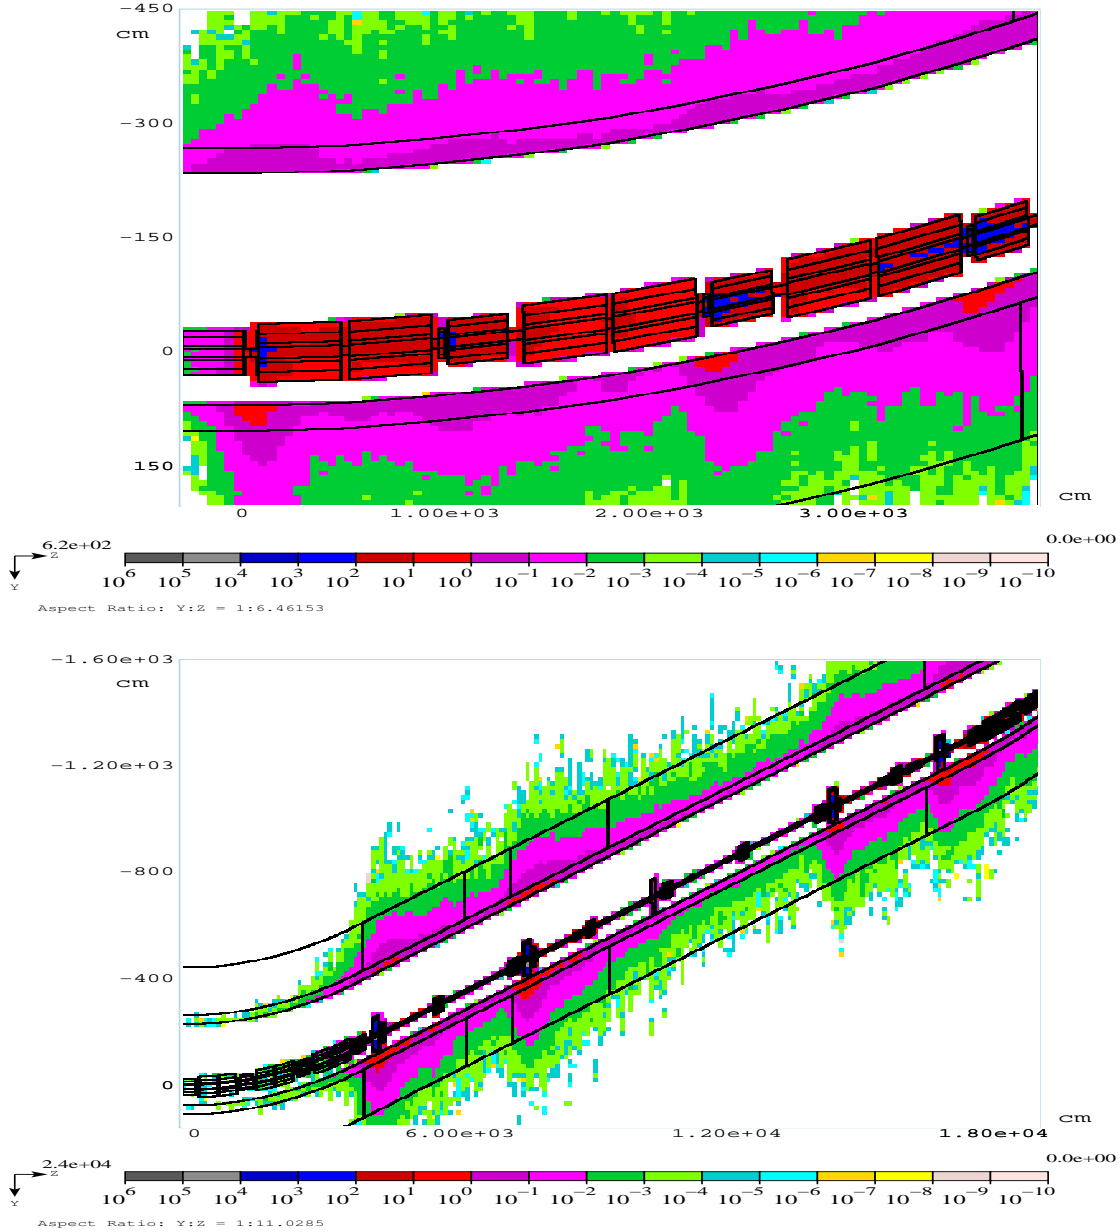 −450
cm
−300
−150
0
150
cm
0 1.00e+03 2.00e+03 3.00e+03
6.2e+02 0.0e+00
Z
Y
10^6 10^5 10^4 10^3 10^2 10^1 10^0 10^−1 10^−2 10^−3 10^−4 10^−5 10^−6 10^−7 10^−8 10^−9 10^−10
Aspect Ratio: Y:Z = 1:6.46153
−1.60e+03
cm
−1.20e+03
−800
−400
0
cm
0 6.00e+03 1.20e+04 1.80e+04
2.4e+04 0.0e+00
Z
Y
10^6 10^5 10^4 10^3 10^2 10^1 10^0 10^−1 10^−2 10^−3 10^−4 10^−5 10^−6 10^−7 10^−8 10^−9 10^−10
Aspect Ratio: Y:Z = 1:11.0285